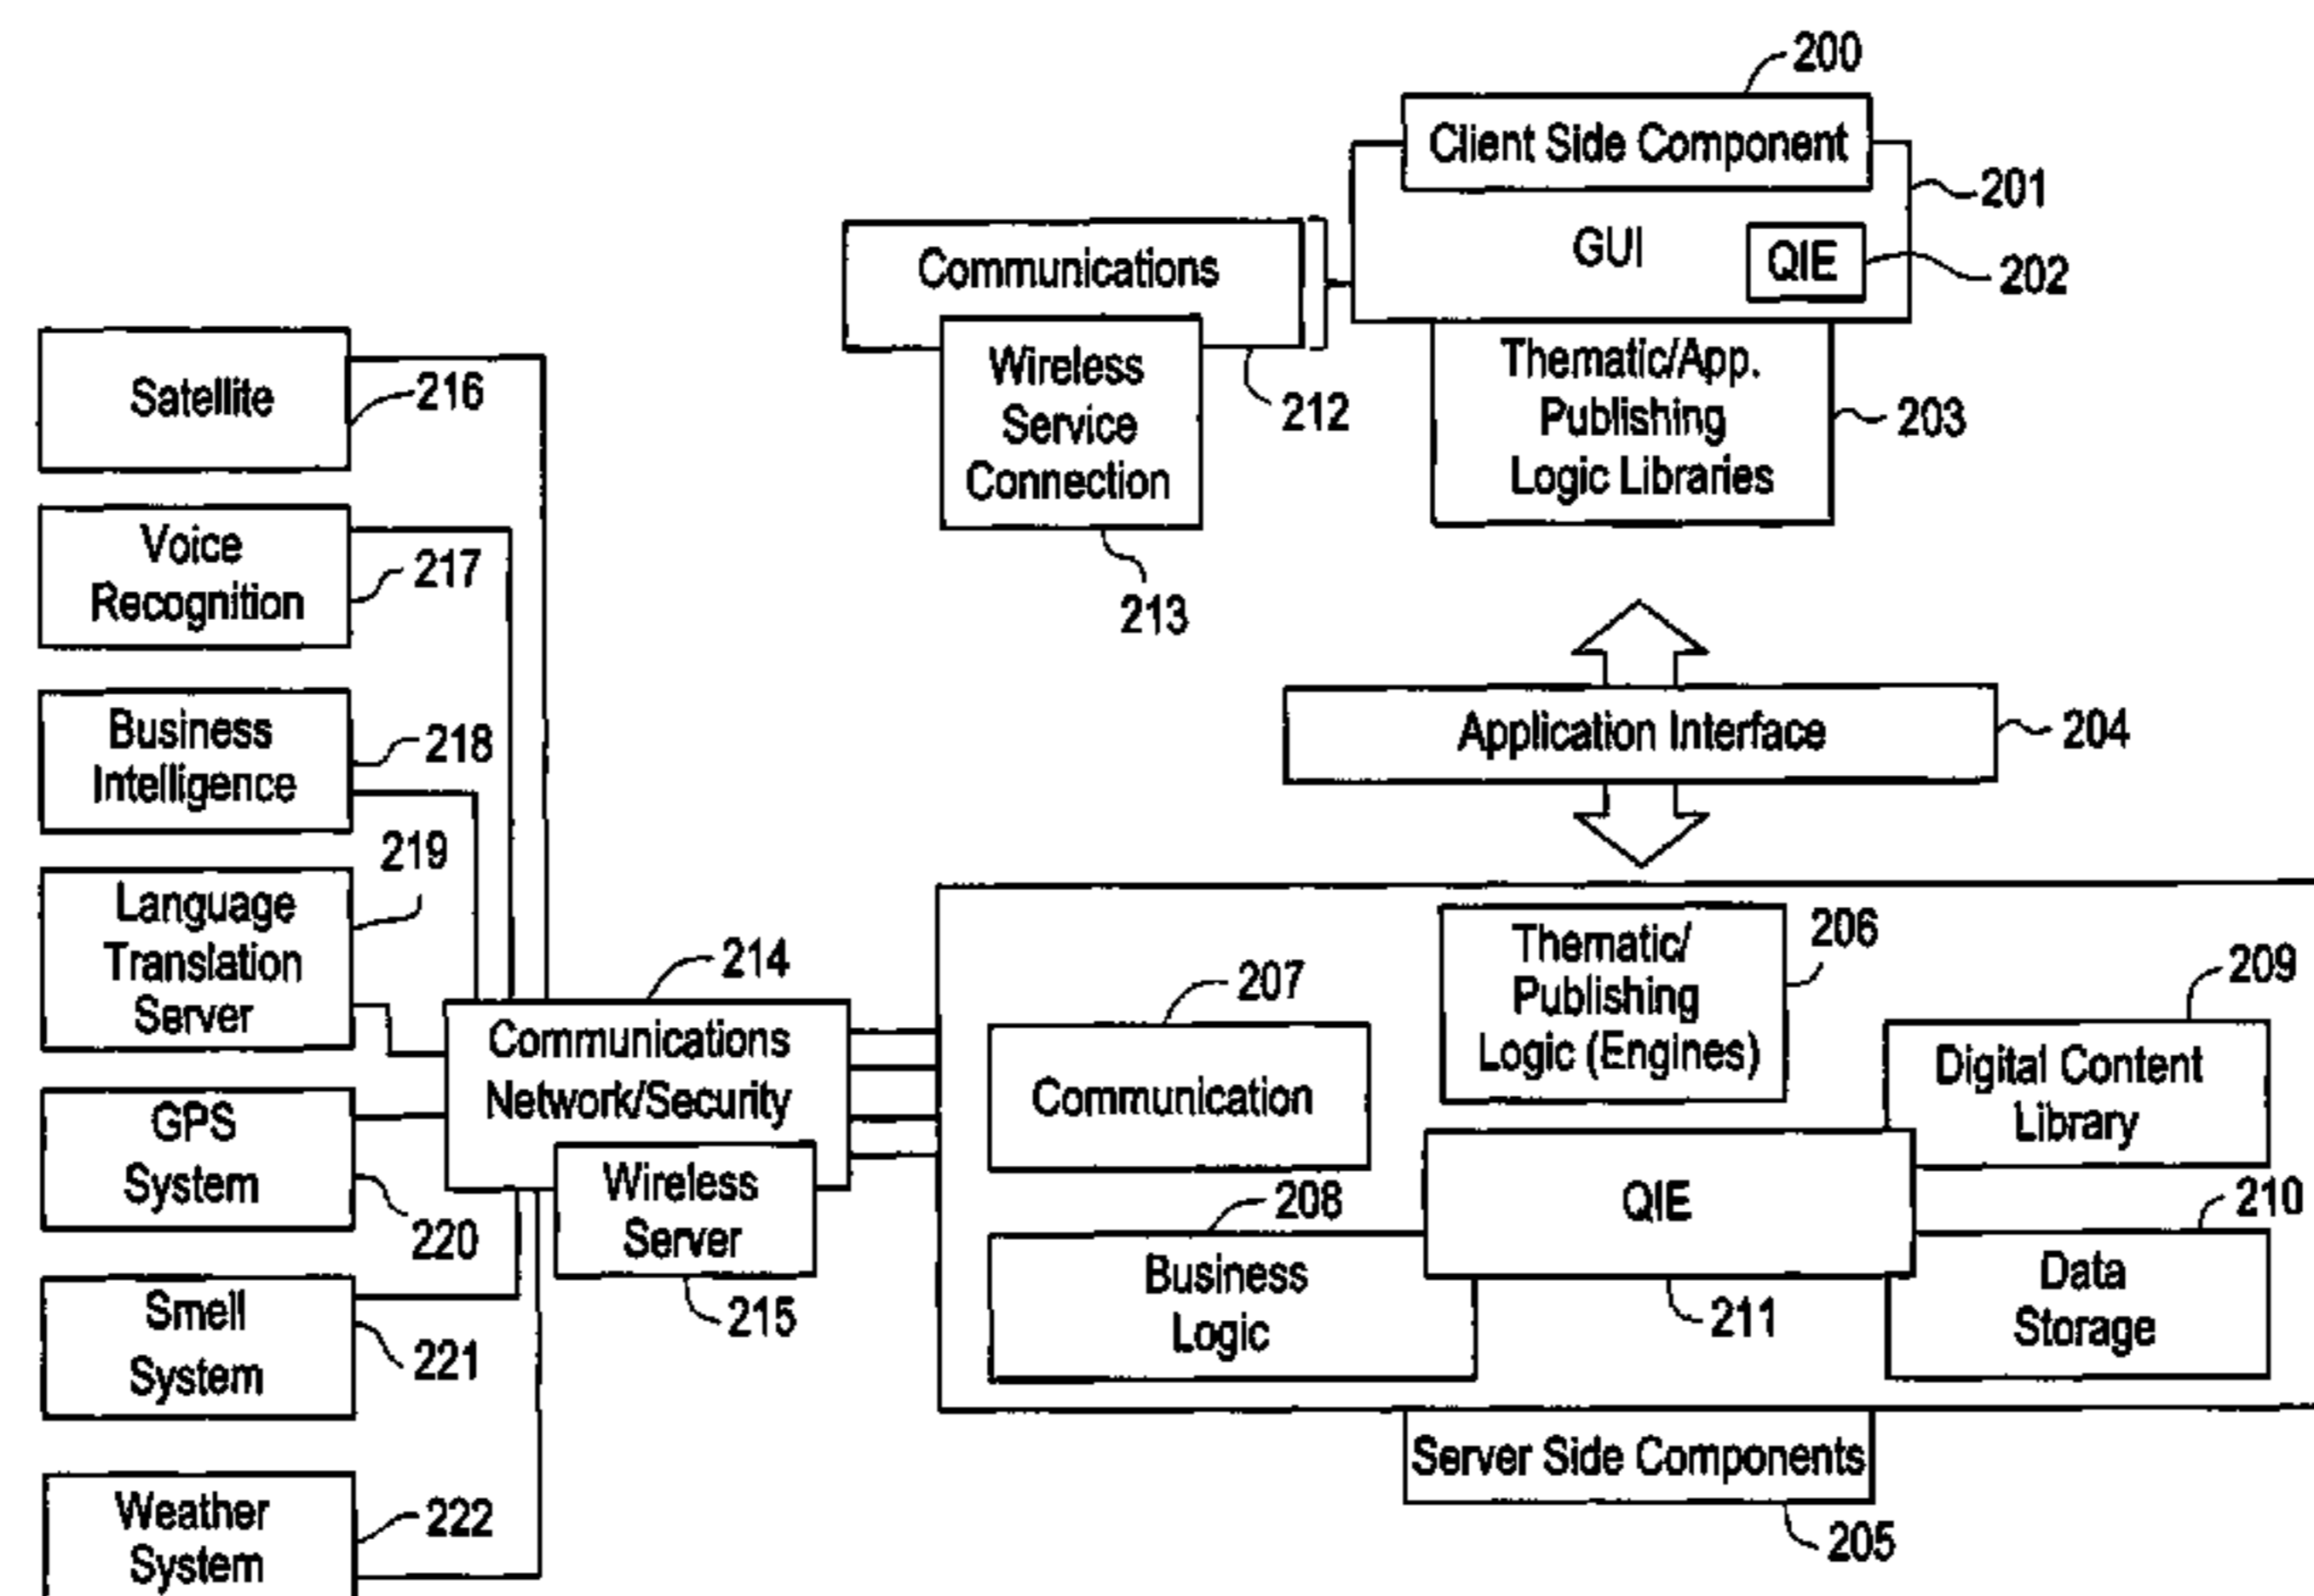 200
Client Side Component
201
GUI
QIE
202
Communications
Wireless
Service
Connection
212
213
Thematic/App.
Publishing
Logic Libraries
203
Satellite
216
Voice
Recognition
217
Business
Intelligence
218
Application Interface
204
219
Language
Translation
Server
GPS
System
220
Smell
System
221
Weather
System
222
214
Communications
Network/Security
Wireless
Server
215
207
Communication
Thematic/
Publishing
Logic (Engines)
206
209
Digital Content
Library
208
Business
Logic
QIE
211
210
Data
Storage
Server Side Components
205